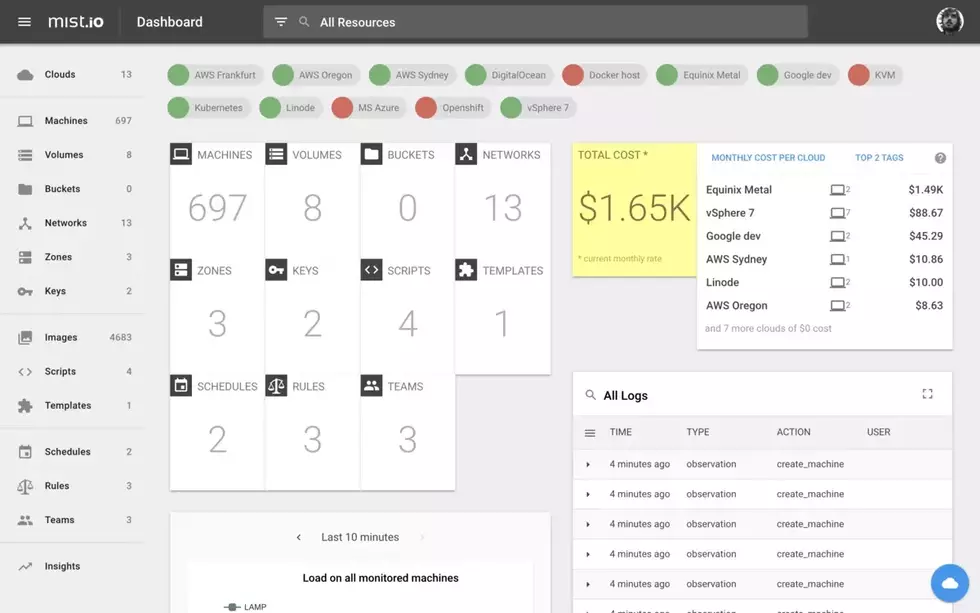 mist.io Dashboard All Resources
Clouds 13
Machines 697
Volumes 8
Buckets 0
Networks 13
Zones 3
Keys 2
Images 4683
Scripts 4
Templates 1
Schedules 2
Rules 3
Teams 3
Insights
AWS Frankfurt AWS Oregon AWS Sydney DigitalOcean Docker host Equinix Metal Google dev KVM
Kubernetes Linode MS Azure Openshift vSphere 7
MACHINES VOLUMES BUCKETS NETWORKS
697 8 0 13
ZONES KEYS SCRIPTS TEMPLATES
3 2 4 1
SCHEDULES RULES TEAMS
2 3 3
TOTAL COST *
$1.65K
* current monthly rate
MONTHLY COST PER CLOUD TOP 2 TAGS ?
Equinix Metal 2 $1.49K
vSphere 7 7 $88.67
Google dev 2 $45.29
AWS Sydney 1 $10.86
Linode 2 $10.00
AWS Oregon 2 $8.63
and 7 more clouds of $0 cost
Last 10 minutes
Load on all monitored machines
LAMP
All Logs
TIME TYPE ACTION USER
4 minutes ago observation create_machine
4 minutes ago observation create_machine
4 minutes ago observation create_machine
4 minutes ago observation create_machine
4 minutes ago observation create_machine
4 minutes ago observation create_machine